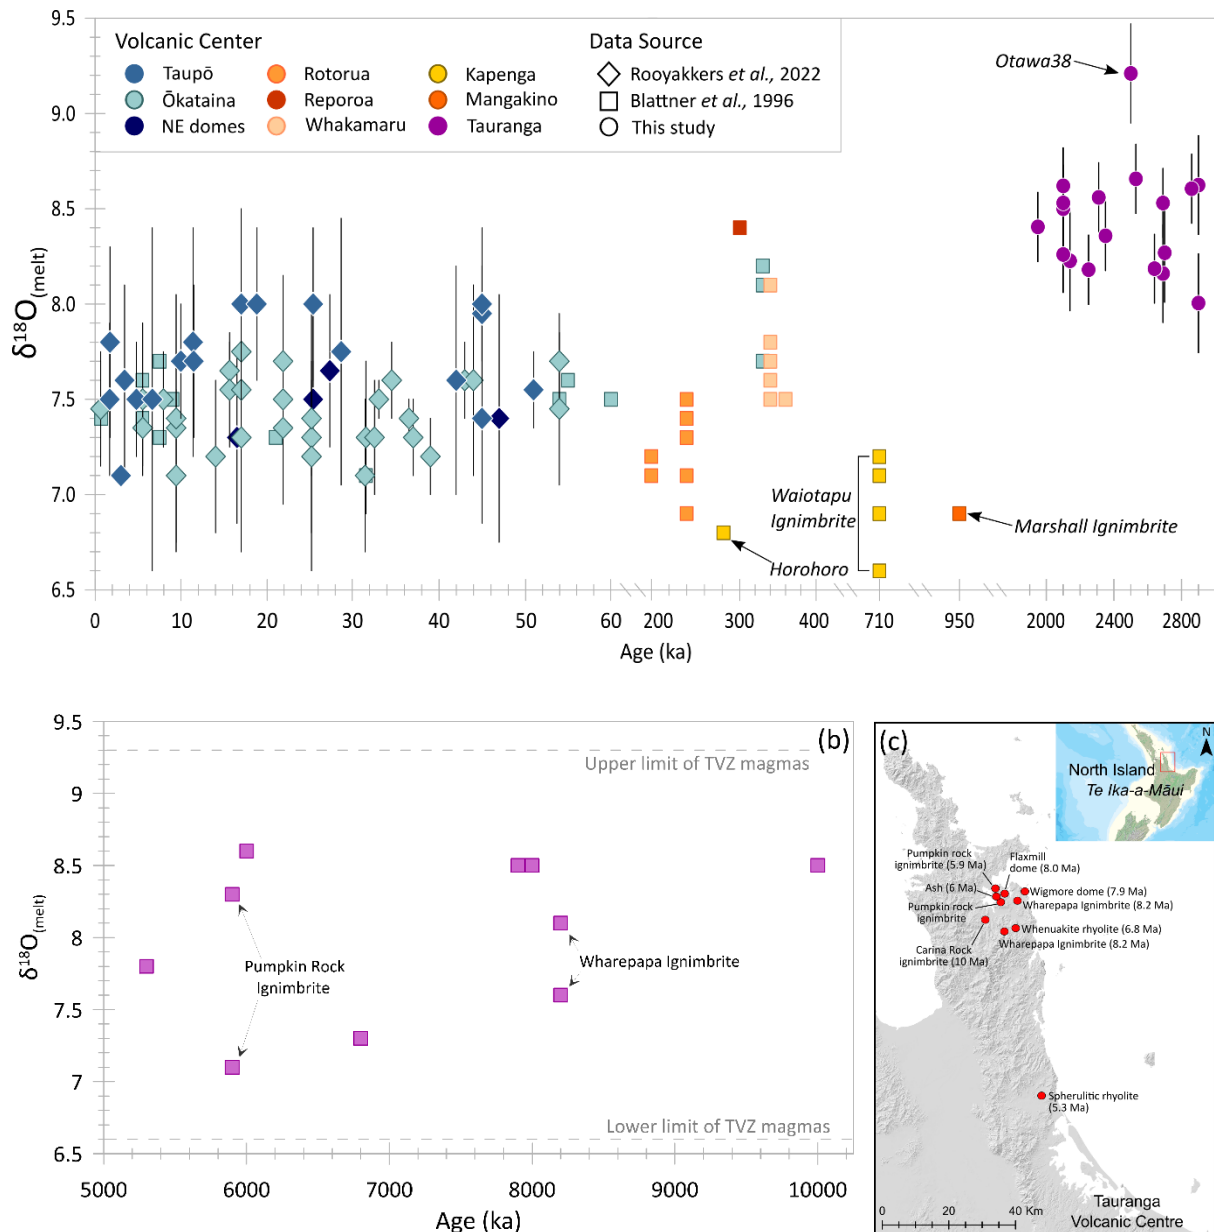 9.5
9.0
8.5
8.0
7.5
7.0
6.5
δ¹⁸O(melt)
Volcanic Center
Data Source
Taupō
Rotorua
Kapenga
Rooyakkers et al., 2022
Ōkataina
Reporoa
Mangakino
Blattner et al., 1996
NE domes
Whakamaru
Tauranga
This study
Otawa38
Waiotapu
Ignimbrite
Marshall Ignimbrite
Horohoro
0 10 20 30 40 50 60 200 300 400 710 950 2000 2400 2800
Age (ka)
(b)
9.5
9
8.5
8
7.5
7
6.5
δ¹⁸O(melt)
Upper limit of TVZ magmas
Pumpkin Rock
Ignimbrite
Wharepapa Ignimbrite
Lower limit of TVZ magmas
5000 6000 7000 8000 9000 10000
Age (ka)
(c)
N
North Island
Te Ika-a-Māui
Pumpkin rock
ignimbrite (5.9 Ma)
Flaxmill
dome (8.0 Ma)
Ash (6 Ma)
Wigmore dome (7.9 Ma)
Pumpkin rock
ignimbrite
Wharepapa Ignimbrite (8.2 Ma)
Carina Rock
ignimbrite (10 Ma)
Whenuakite rhyolite (6.8 Ma)
Wharepapa Ignimbrite (8.2 Ma)
Spherulitic rhyolite
(5.3 Ma)
Tauranga
Volcanic Centre
0 10 20 40 Km